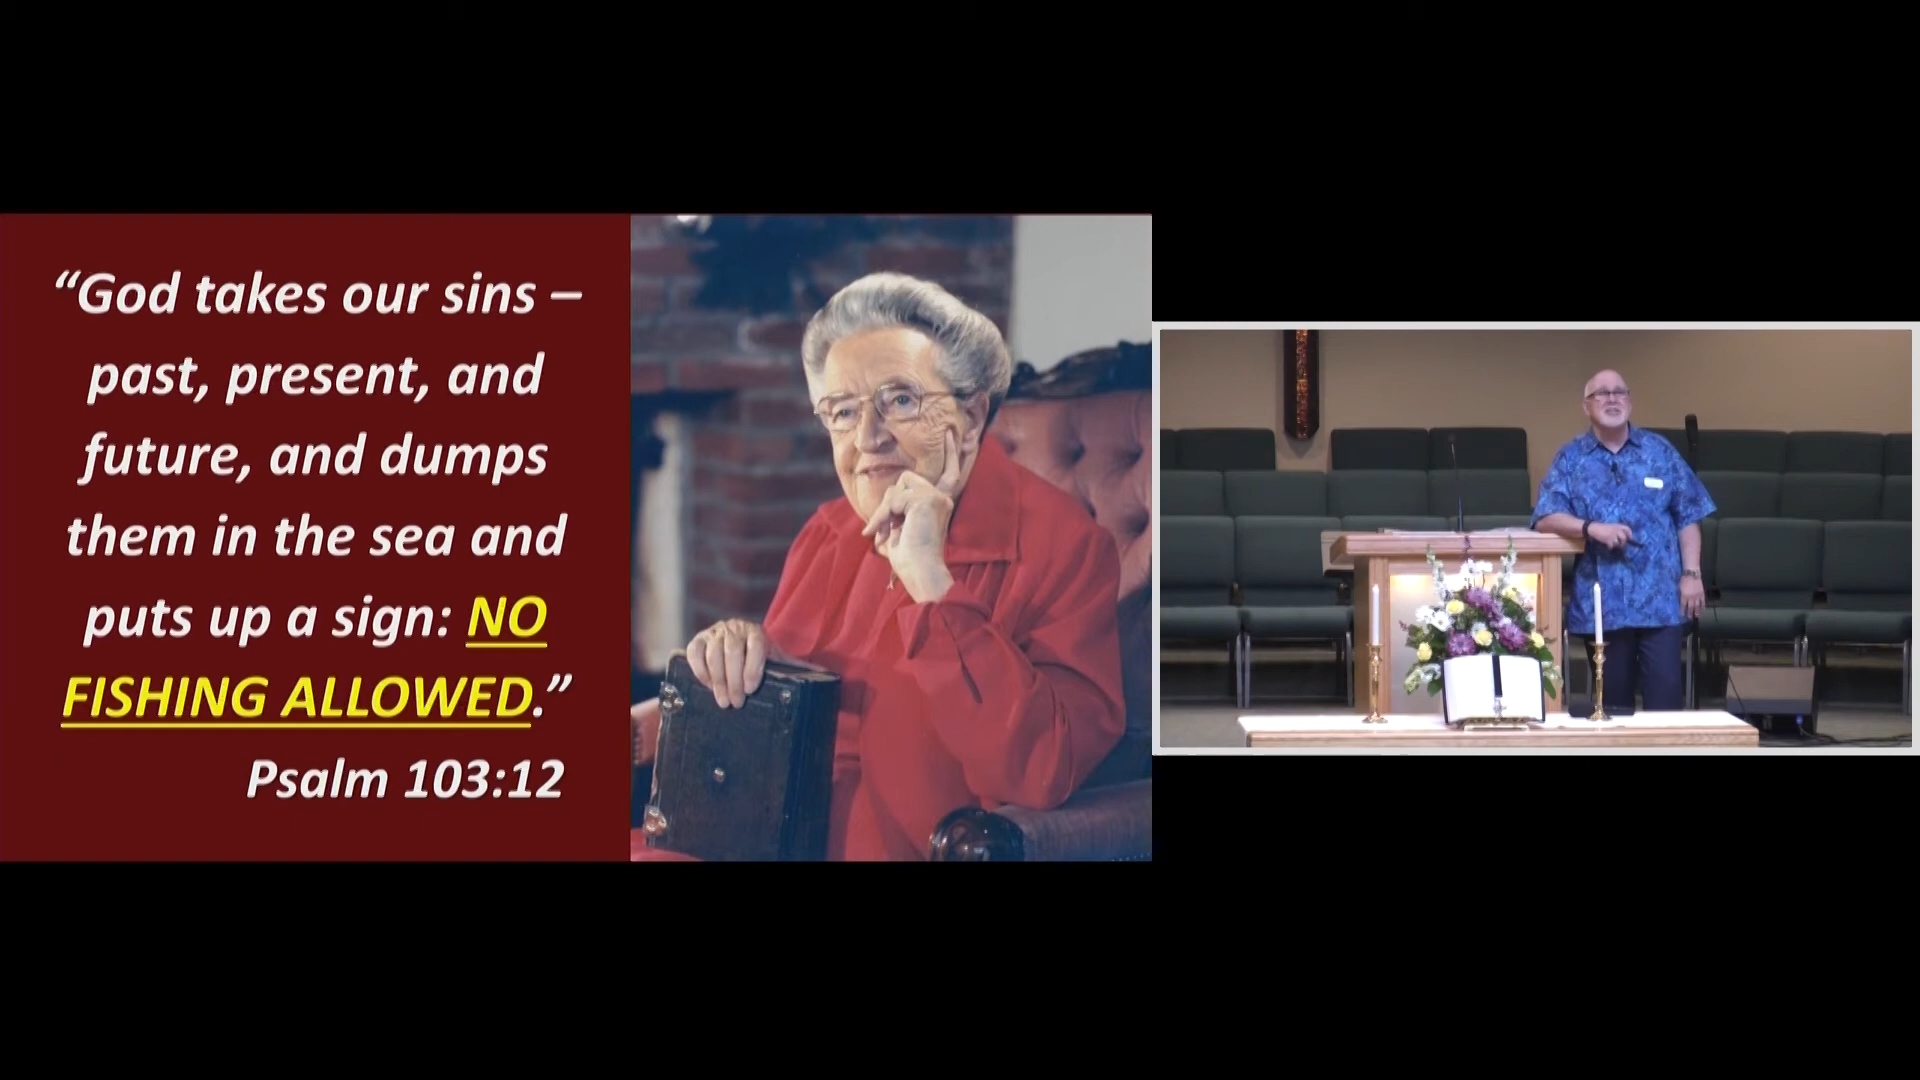 “God takes our sins –
past, present, and
future, and dumps
them in the sea and
puts up a sign: NO
FISHING ALLOWED.”
Psalm 103:12